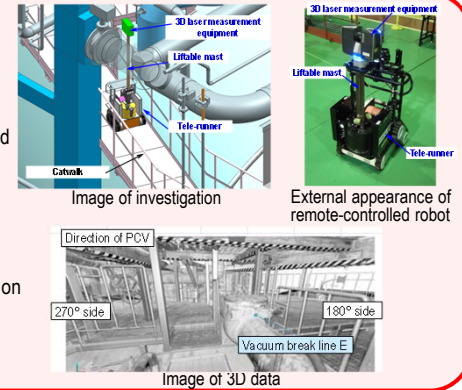 3D laser measurement
equipment
Liftable mast
Tele-runner
Catwalk
Image of investigation
3D laser measurement equipment
Liftable mast
Tele-runner
External appearance of
remote-controlled robot
d
on
Direction of PCV
270° side
180° side
Vacuum break line E
Image of 3D data